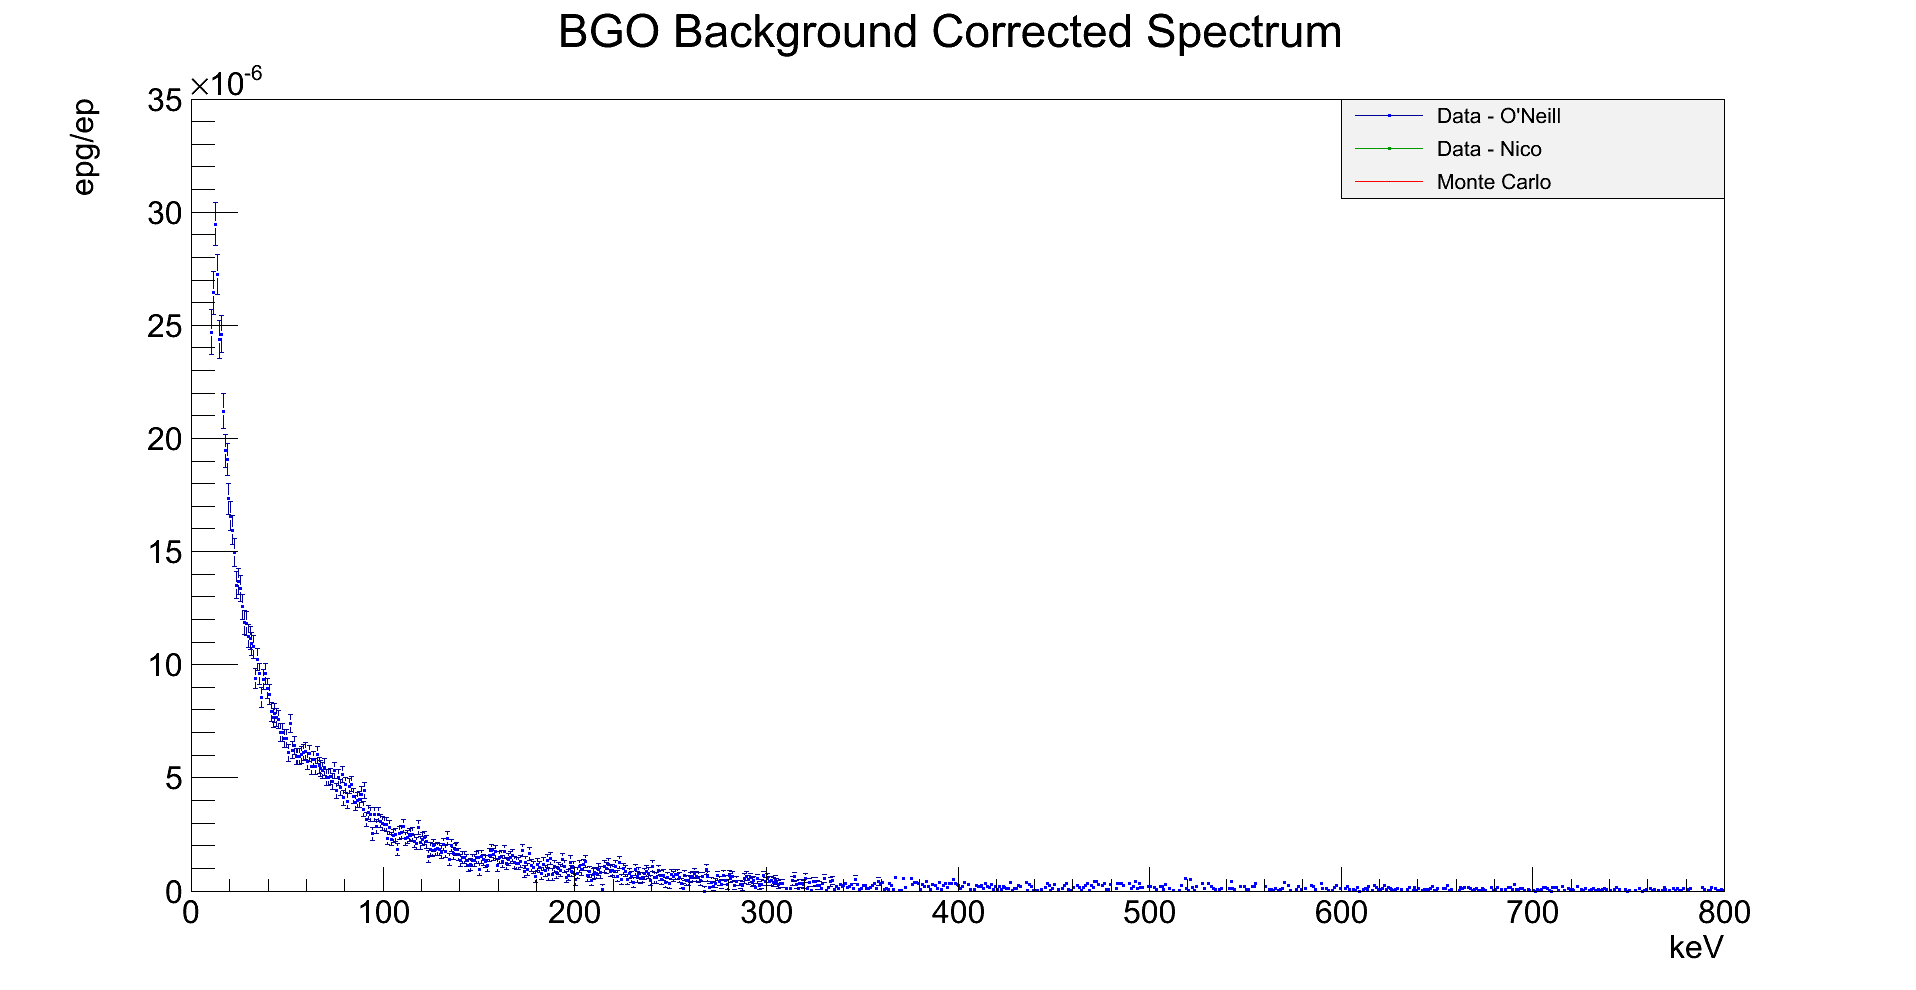 BGO Background Corrected Spectrum
×10-6
epg/ep
35
30
25
20
15
10
5
0
Data - O'Neill
Data - Nico
Monte Carlo
0 100 200 300 400 500 600 700 800
keV